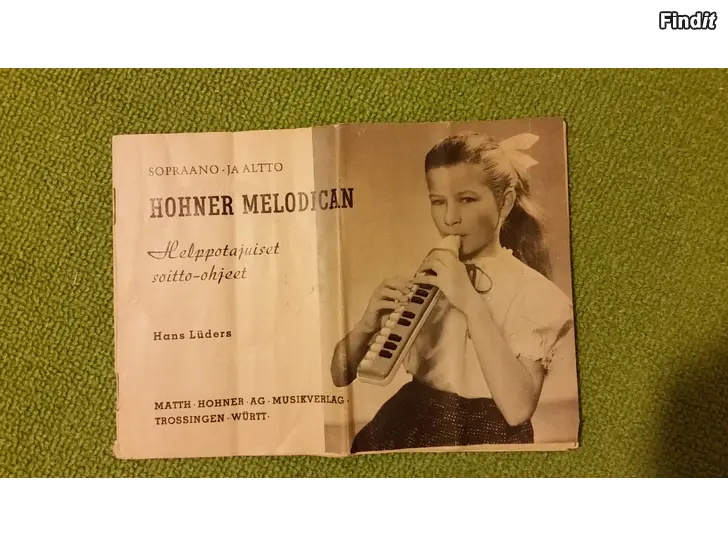 Findit
SOPRAANO-JA ALTTO
HOHNER MELODICAN
Helppotajuiset
soitto-ohjeet
Hans Lüders
MATTH·HOHNER·AG·MUSIKVERLAG·
TROSSINGEN·WÜRTT·